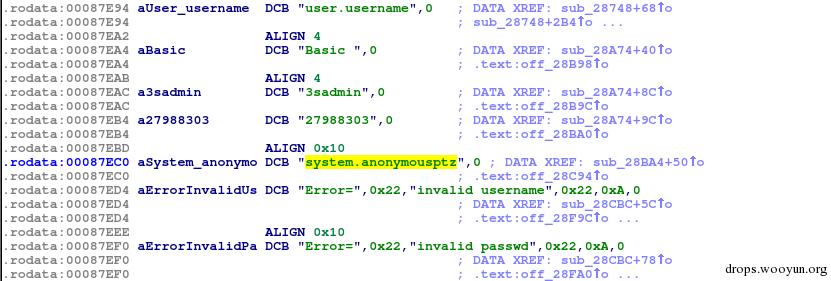 .rodata:00087E94 aUser_username DCB "user.username",0 ; DATA XREF: sub_28748+68↑o
.rodata:00087E94 ; sub_28748+2B4↑o ...
.rodata:00087EA2 ALIGN 4
.rodata:00087EA4 aBasic DCB "Basic ",0 ; DATA XREF: sub_28A74+40↑o
.rodata:00087EA4 ; .text:off_28B98↑o
.rodata:00087EAB ALIGN 4
.rodata:00087EAC a3sadmin DCB "3sadmin",0 ; DATA XREF: sub_28A74+8C↑o
.rodata:00087EAC ; .text:off_28B9C↑o
.rodata:00087EB4 a27988303 DCB "27988303",0 ; DATA XREF: sub_28A74+9C↑o
.rodata:00087EB4 ; .text:off_28BA0↑o
.rodata:00087EBD ALIGN 0x10
.rodata:00087EC0 aSystem_anonymo DCB "system.anonymousptz",0 ; DATA XREF: sub_28BA4+50↑o
.rodata:00087EC0 ; .text:off_28C94↑o
.rodata:00087ED4 aErrorInvalidUs DCB "Error=",0x22,"invalid username",0x22,0xA,0
.rodata:00087ED4 ; DATA XREF: sub_28CBC+5C↑o
.rodata:00087ED4 ; .text:off_28F9C↑o ...
.rodata:00087EEE ALIGN 0x10
.rodata:00087EF0 aErrorInvalidPa DCB "Error=",0x22,"invalid passwd",0x22,0xA,0
.rodata:00087EF0 ; DATA XREF: sub_28CBC+78↑o
.rodata:00087EF0 ; .text:off_28FA0↑o ...
drops.wooyun.org